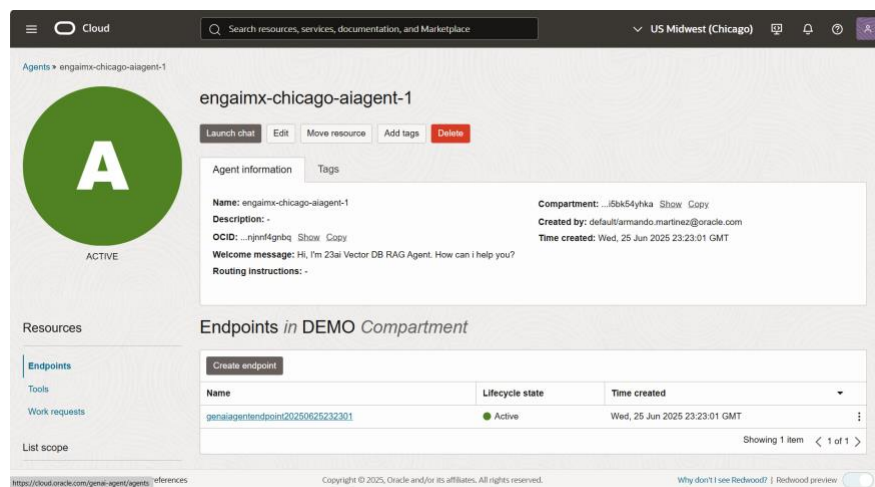 Cloud
Search resources, services, documentation, and Marketplace
US Midwest (Chicago)
Agents » engaimx-chicago-aiagent-1
A
ACTIVE
engaimx-chicago-aiagent-1
Launch chat Edit Move resource Add tags Delete
Agent information Tags
Name: engaimx-chicago-aiagent-1
Description: -
OCID: ...njnnf4gnbq Show Copy
Welcome message: Hi, I'm 23ai Vector DB RAG Agent. How can i help you?
Routing instructions: -
Compartment: ...i5bk54yhka Show Copy
Created by: default/armando.martinez@oracle.com
Time created: Wed, 25 Jun 2025 23:23:01 GMT
Resources
Endpoints
Tools
Work requests
List scope
Endpoints in DEMO Compartment
Create endpoint
Name Lifecycle state Time created
genaiagentendpoint20250625232301 Active Wed, 25 Jun 2025 23:23:01 GMT
Showing 1 item 1 of 1
https://cloud.oracle.com/genai-agent/agents eferences
Copyright © 2025, Oracle and/or its affiliates. All rights reserved.
Why don't I see Redwood? | Redwood preview